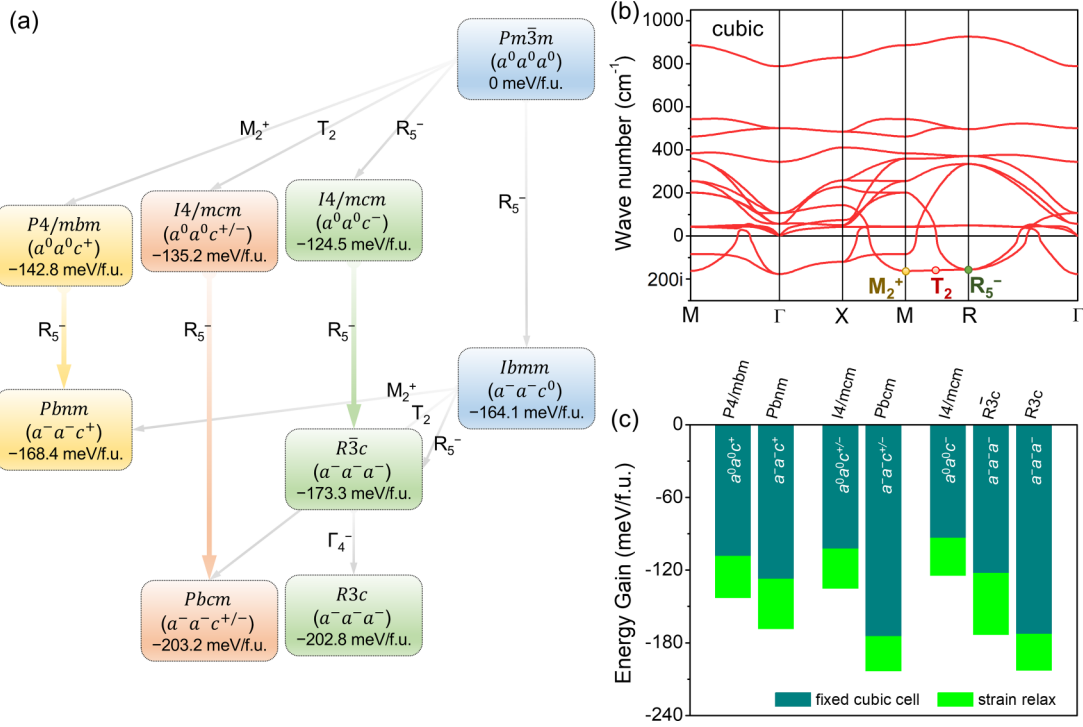 (a)
Pm3̄m
(a⁰a⁰a⁰)
0 meV/f.u.
M₂⁺
T₂
R₅⁻
R₅⁻
P4/mbm
(a⁰a⁰c⁺)
−142.8 meV/f.u.
I4/mcm
(a⁰a⁰c⁺/⁻)
−135.2 meV/f.u.
I4/mcm
(a⁰a⁰c⁻)
−124.5 meV/f.u.
R₅⁻
R₅⁻
R₅⁻
Ibmm
(a⁻a⁻c⁰)
−164.1 meV/f.u.
M₂⁺
T₂
R₅⁻
Pbnm
(a⁻a⁻c⁺)
−168.4 meV/f.u.
R3̄c
(a⁻a⁻a⁻)
−173.3 meV/f.u.
Γ₄⁻
Pbcm
(a⁻a⁻c⁺/⁻)
−203.2 meV/f.u.
R3c
(a⁻a⁻a⁻)
−202.8 meV/f.u.
(b)
cubic
Wave number (cm⁻¹)
1000
800
600
400
200
0
200i
M₂⁺
T₂
R₅⁻
M Γ X M R Γ
(c)
P4/mbm
Pbnm
I4/mcm
Pbcm
I4/mcm
R3̄c
R3c
Energy Gain (meV/f.u.)
0
-60
-120
-180
-240
a⁰a⁰c⁺
a⁻a⁻c⁺
a⁰a⁰c⁺/⁻
a⁻a⁻c⁺/⁻
a⁰a⁰c⁻
a⁻a⁻a⁻
a⁻a⁻a⁻
fixed cubic cell
strain relax